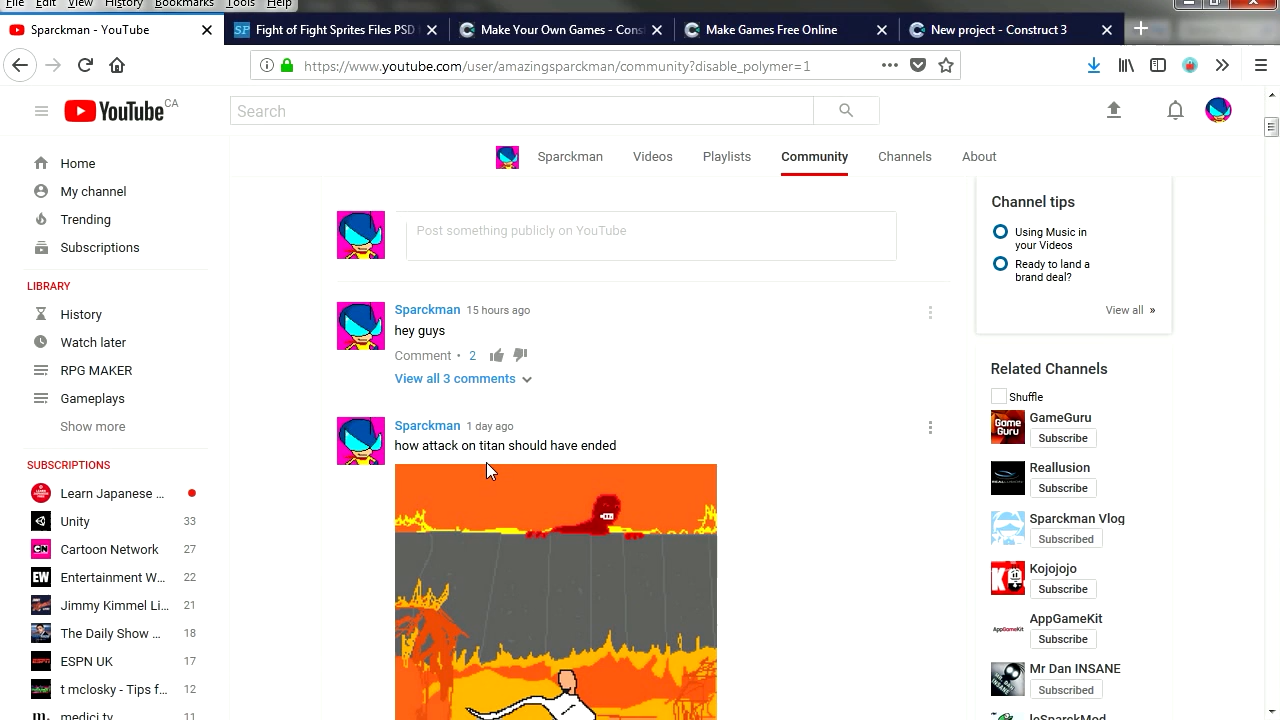 File Edit View History Bookmarks Tools Help
Sparckman - YouTube
SP Fight of Fight Sprites Files PSD
Make Your Own Games - Cons
Make Games Free Online
New project - Construct 3
https://www.youtube.com/user/amazingsparckman/community?disable_polymer=1
YouTube CA
Search
Sparckman Videos Playlists Community Channels About
Home
My channel
Trending
Subscriptions
LIBRARY
History
Watch later
RPG MAKER
Gameplays
Show more
SUBSCRIPTIONS
Learn Japanese ...
Unity 33
CN Cartoon Network 27
EW Entertainment W... 22
Jimmy Kimmel Li... 21
The Daily Show ... 18
ESPN UK 17
t mclosky - Tips f... 12
medici.tv 11
Post something publicly on YouTube
Sparckman 15 hours ago
hey guys
Comment • 2
View all 3 comments
Sparckman 1 day ago
how attack on titan should have ended
Channel tips
Using Music in
your Videos
Ready to land a
brand deal?
View all »
Related Channels
Shuffle
GameGuru
Subscribe
Reallusion
Subscribe
Sparckman Vlog
Subscribed
Kojojojo
Subscribe
AppGameKit
AppGameKit
Subscribe
Mr Dan INSANE
Subscribed
leSparckMod